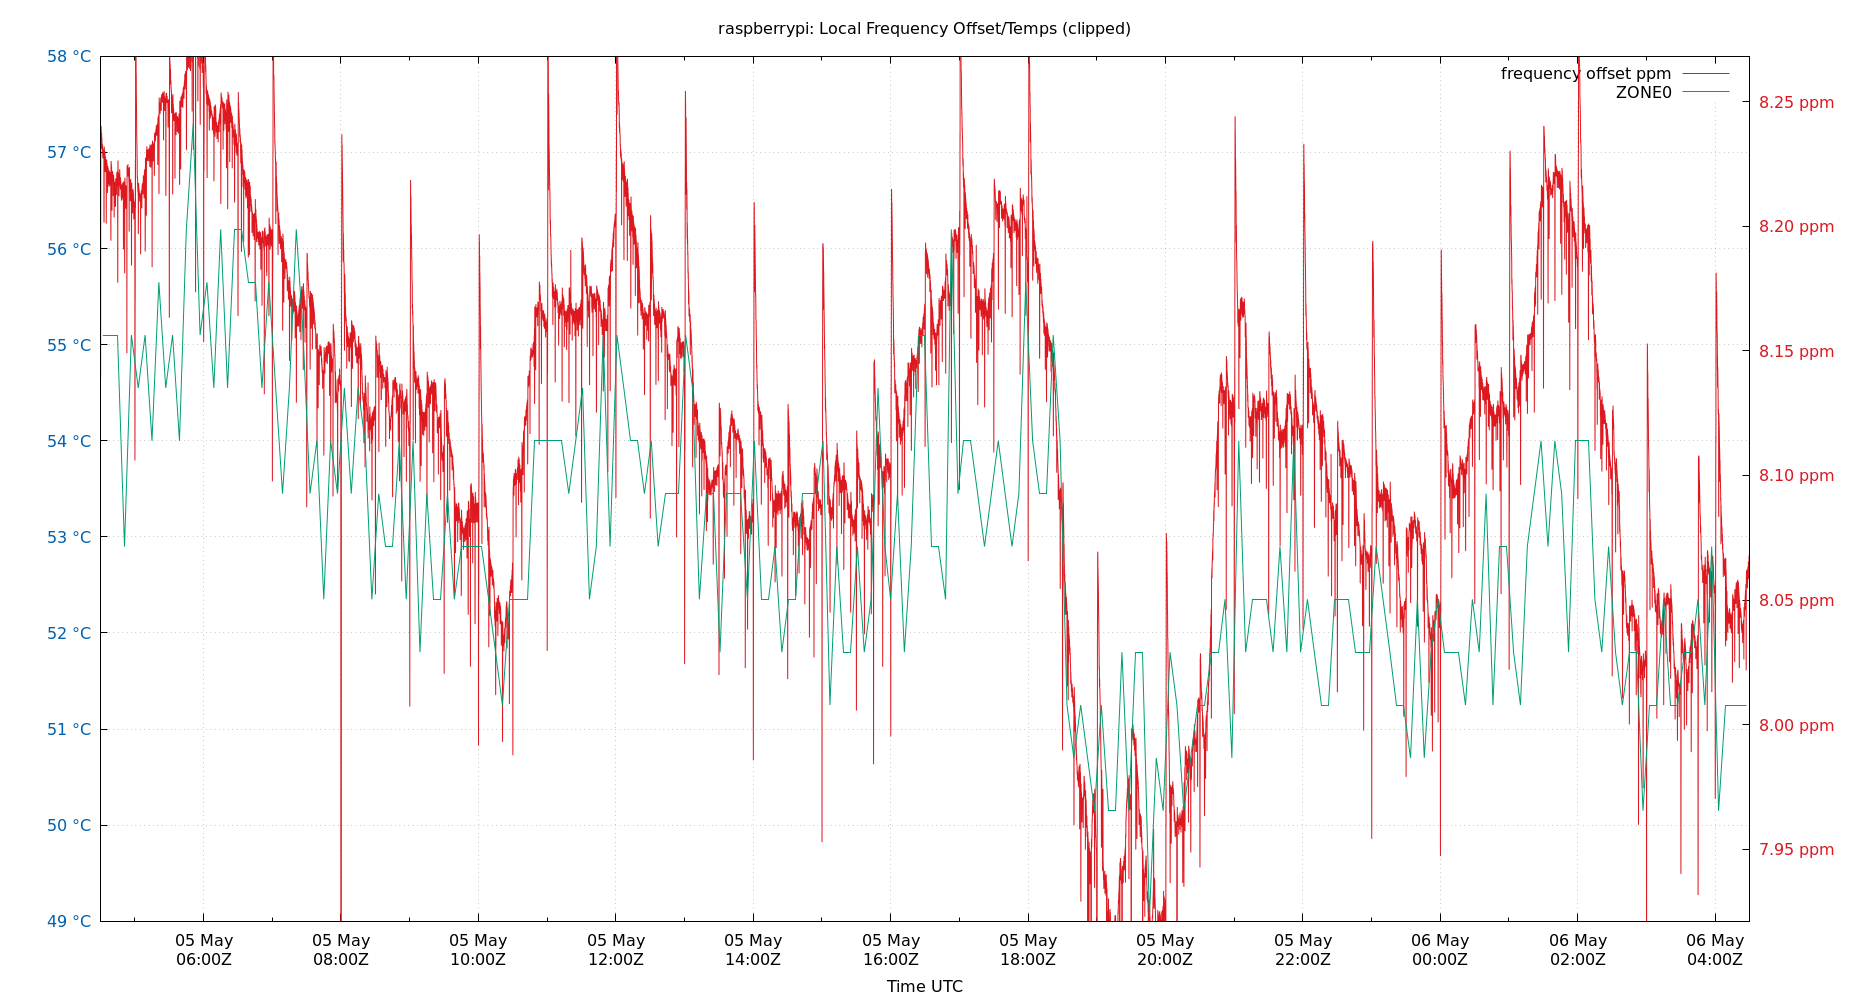 raspberrypi: Local Frequency Offset/Temps (clipped)
58 °C
57 °C
56 °C
55 °C
54 °C
53 °C
52 °C
51 °C
50 °C
49 °C
frequency offset ppm
ZONE0
8.25 ppm
8.20 ppm
8.15 ppm
8.10 ppm
8.05 ppm
8.00 ppm
7.95 ppm
05 May 05 May 05 May 05 May 05 May 05 May 05 May 05 May 05 May 06 May 06 May 06 May
06:00Z 08:00Z 10:00Z 12:00Z 14:00Z 16:00Z 18:00Z 20:00Z 22:00Z 00:00Z 02:00Z 04:00Z
Time UTC